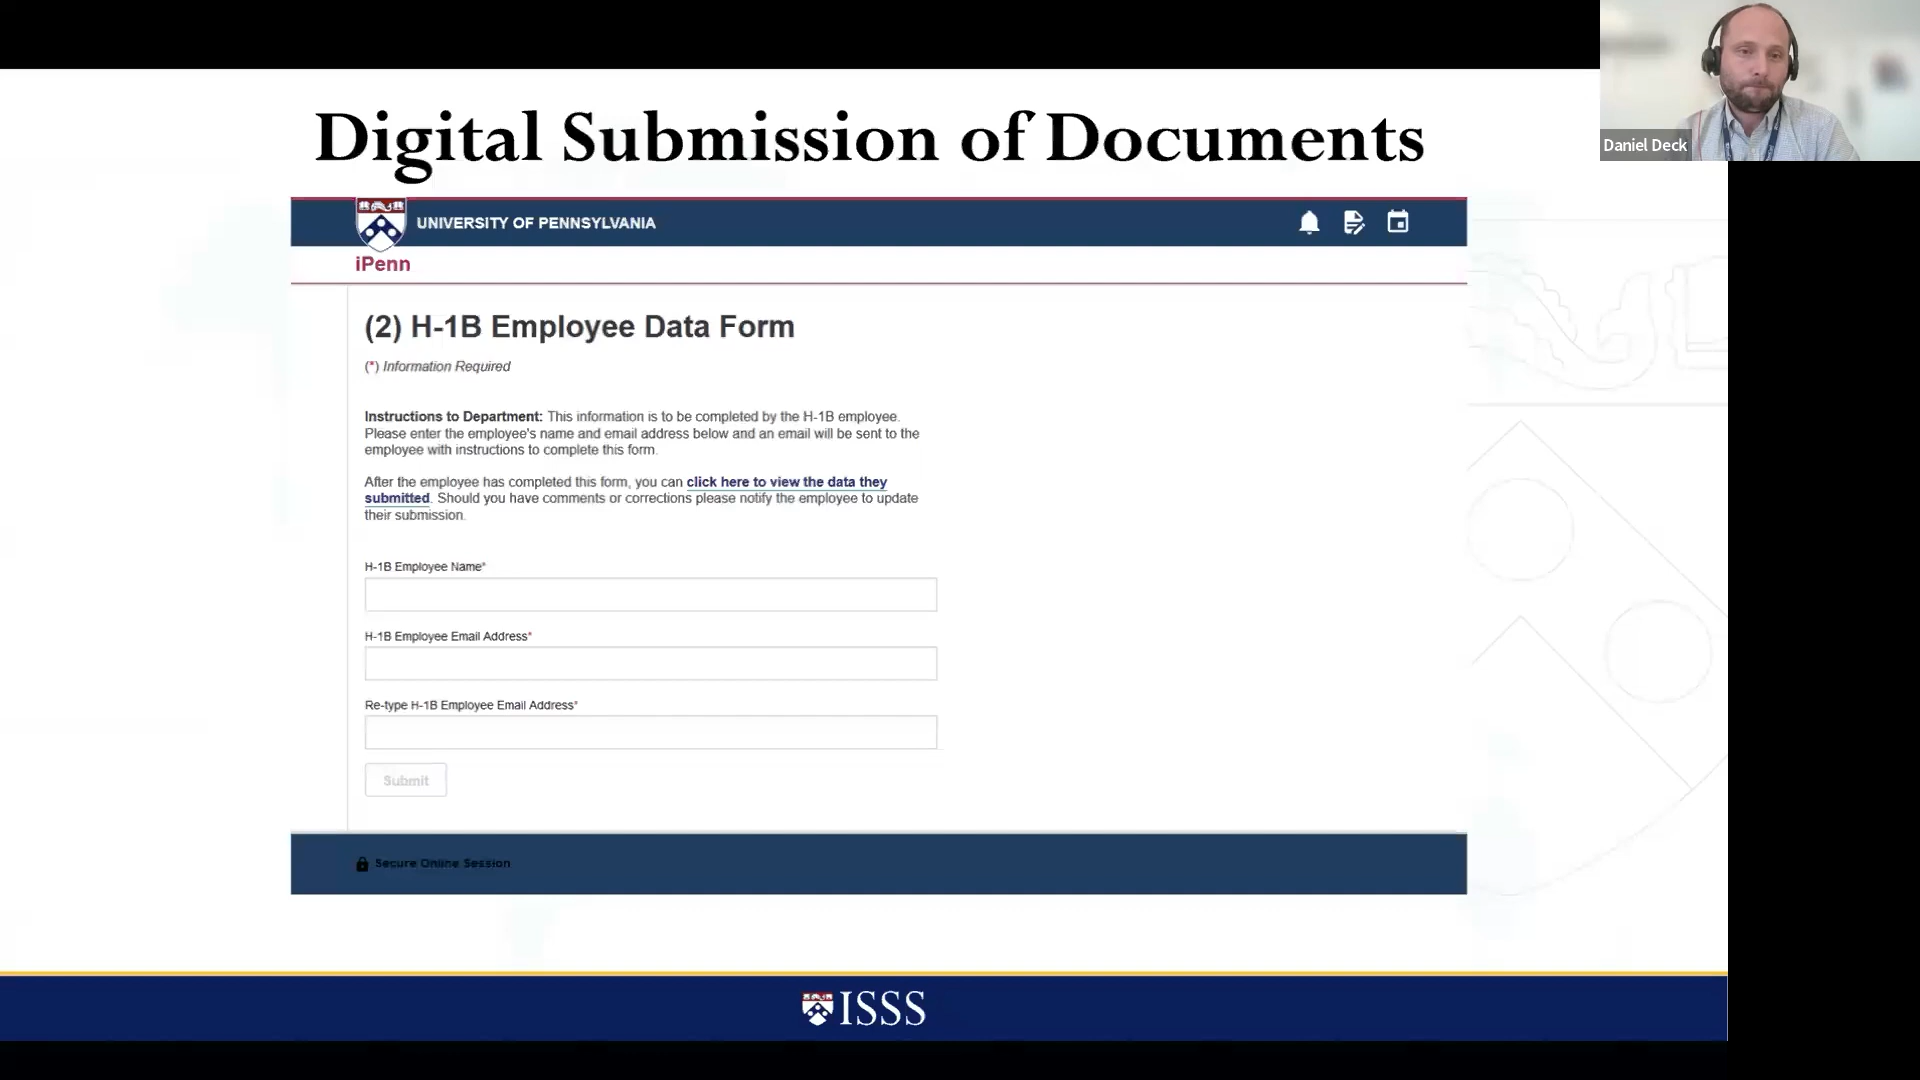 Digital Submission of Documents
Daniel Deck
UNIVERSITY OF PENNSYLVANIA
iPenn
(2) H-1B Employee Data Form
(*) Information Required
Instructions to Department: This information is to be completed by the H-1B employee.
Please enter the employee's name and email address below and an email will be sent to the
employee with instructions to complete this form.
After the employee has completed this form, you can click here to view the data they
submitted. Should you have comments or corrections please notify the employee to update
their submission.
H-1B Employee Name*
H-1B Employee Email Address*
Re-type H-1B Employee Email Address*
Submit
Secure Online Session
ISSS